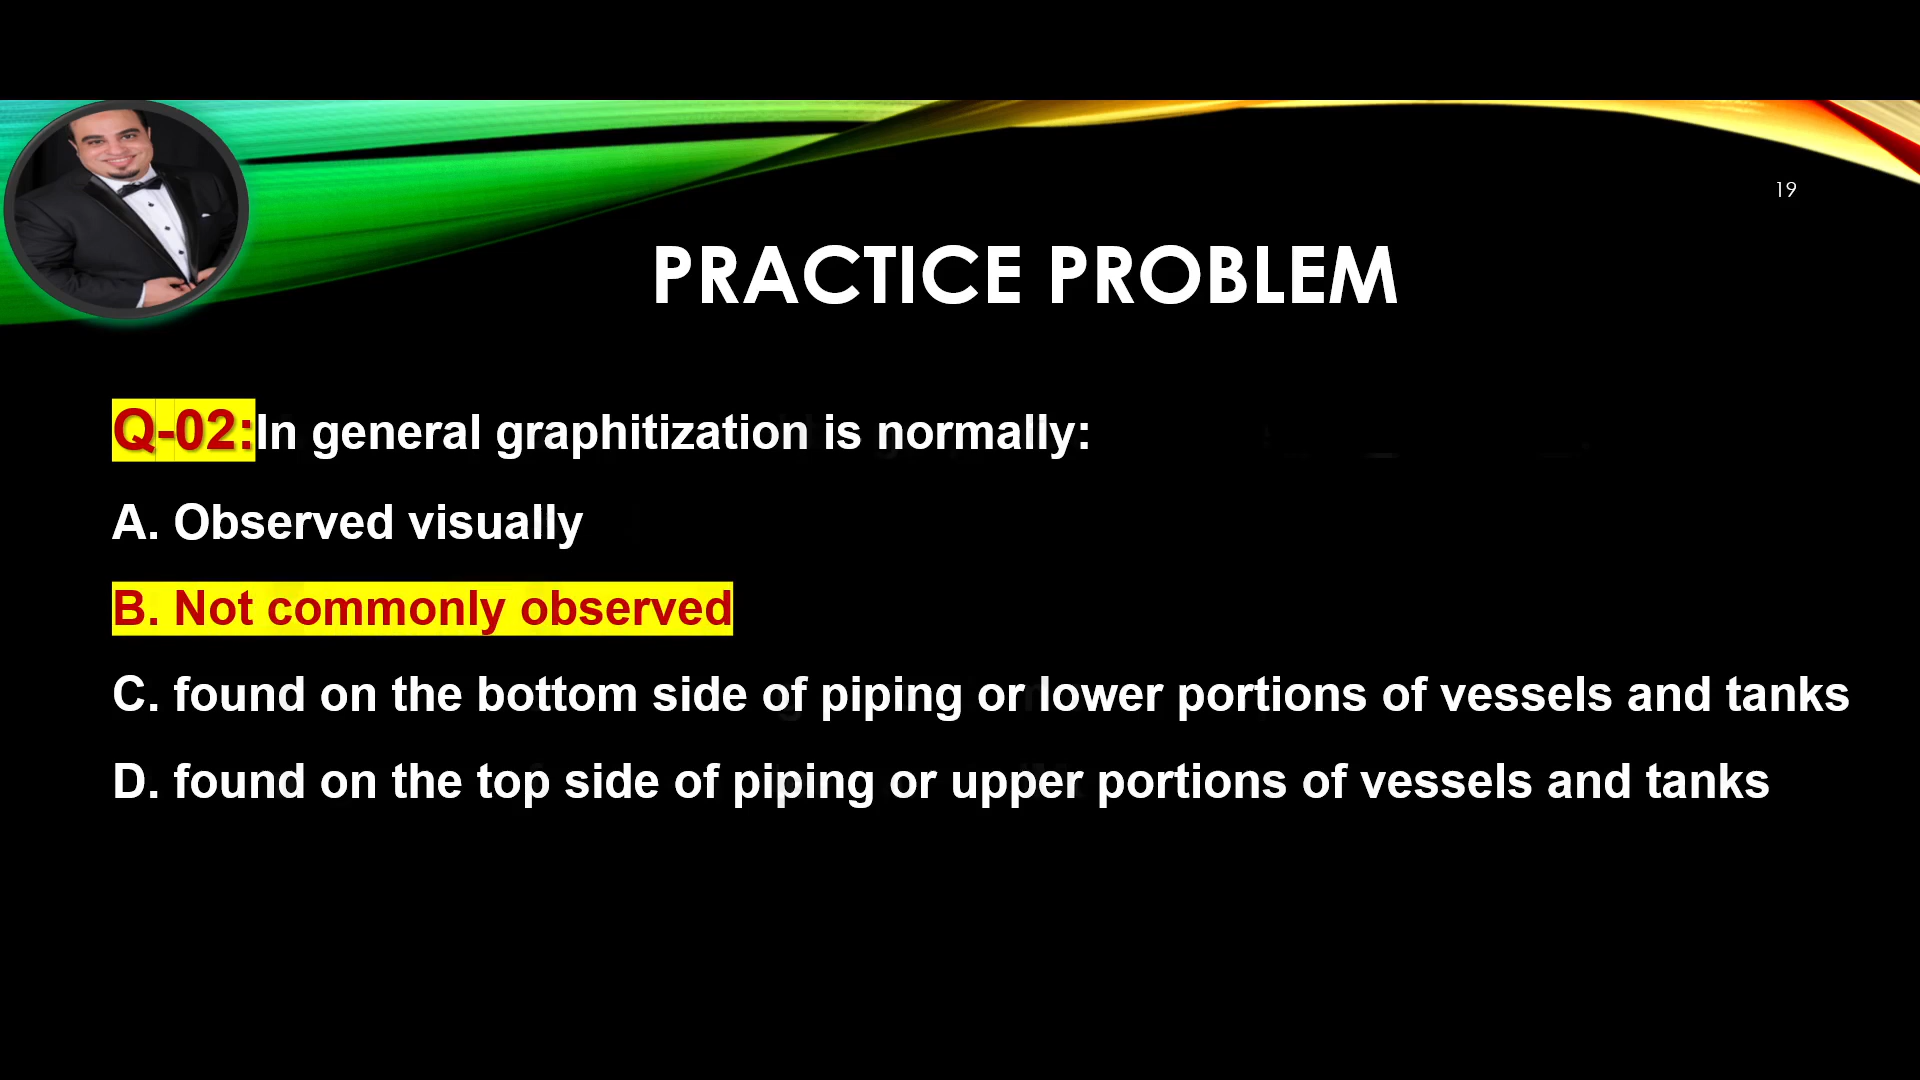 19
PRACTICE PROBLEM
Q-02:In general graphitization is normally:
A. Observed visually
B. Not commonly observed
C. found on the bottom side of piping or lower portions of vessels and tanks
D. found on the top side of piping or upper portions of vessels and tanks